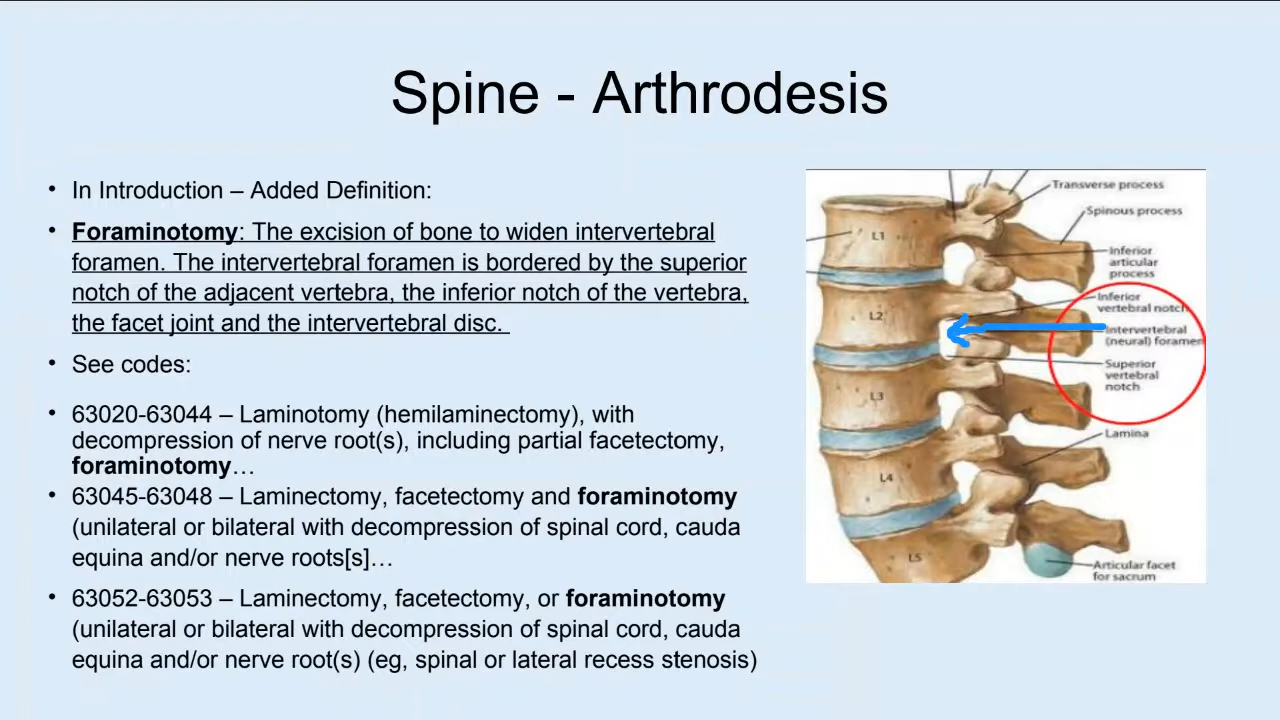 Spine - Arthrodesis
• In Introduction – Added Definition:
• Foraminotomy: The excision of bone to widen intervertebral
foramen. The intervertebral foramen is bordered by the superior
notch of the adjacent vertebra, the inferior notch of the vertebra,
the facet joint and the intervertebral disc.
• See codes:
• 63020-63044 – Laminotomy (hemilaminectomy), with
decompression of nerve root(s), including partial facetectomy,
foraminotomy…
• 63045-63048 – Laminectomy, facetectomy and foraminotomy
(unilateral or bilateral with decompression of spinal cord, cauda
equina and/or nerve roots[s]…
• 63052-63053 – Laminectomy, facetectomy, or foraminotomy
(unilateral or bilateral with decompression of spinal cord, cauda
equina and/or nerve root(s) (eg, spinal or lateral recess stenosis)
Transverse process
Spinous process
L1
Inferior
articular
process
Inferior
vertebral notch
L2
Intervertebral
(neural) foramen
Superior
vertebral
notch
L3
Lamina
L4
L5
Articular facet
for sacrum